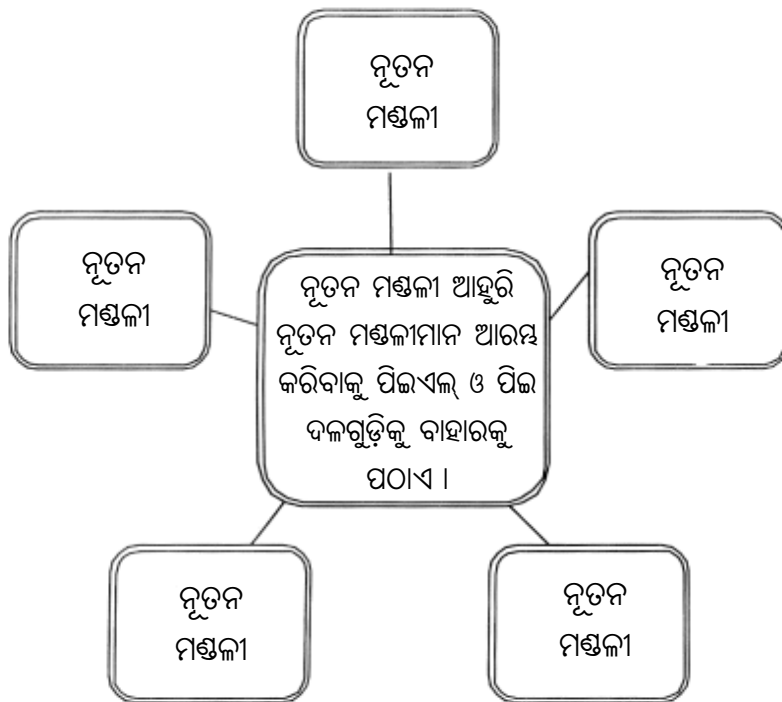 ନୂତନ
ମଣ୍ଡଳୀ
ନୂତନ
ମଣ୍ଡଳୀ
ନୂତନ
ମଣ୍ଡଳୀ
ନୂତନ ମଣ୍ଡଳୀ ଆହୁରି
ନୂତନ ମଣ୍ଡଳୀମାନ ଆରମ୍ଭ
କରିବାକୁ ପିଇଏଲ୍ ଓ ପିଇ
ଦଳଗୁଡ଼ିକୁ ବାହାରକୁ
ପଠାଏ ।
ନୂତନ
ମଣ୍ଡଳୀ
ନୂତନ
ମଣ୍ଡଳୀ